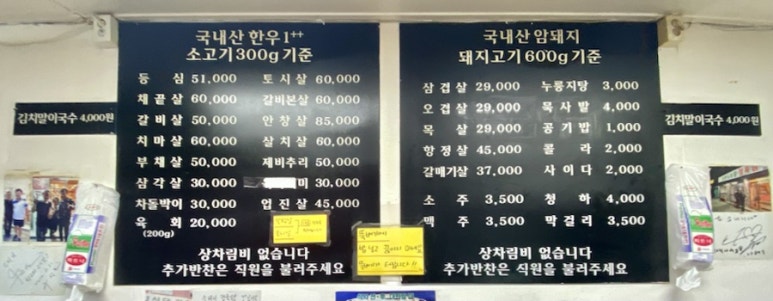 국내산 한우 1++
소고기 300g 기준
등심 51,000 토시살 60,000
채끝살 60,000 갈비본살 60,000
갈비살 50,000 안창살 85,000
치마살 60,000 살치살 60,000
부채살 50,000 제비추리 50,000
삼각살 30,000 미 30,000
차돌박이 30,000 업진살 45,000
육회 20,000
(200g)
상차림비 없습니다
추가반찬은 직원을 불러주세요
국내산 암돼지
돼지고기 600g 기준
삼겹살 29,000 누룽지탕 3,000
오겹살 29,000 묵사발 4,000
목살 29,000 공기밥 1,000
항정살 45,000 콜라 2,000
갈매기살 37,000 사이다 2,000
소주 3,500 청하 4,000
맥주 3,500 막걸리 3,500
상차림비 없습니다
추가반찬은 직원을 불러주세요
김치말이국수 4,000원
김치말이국수 4,000원